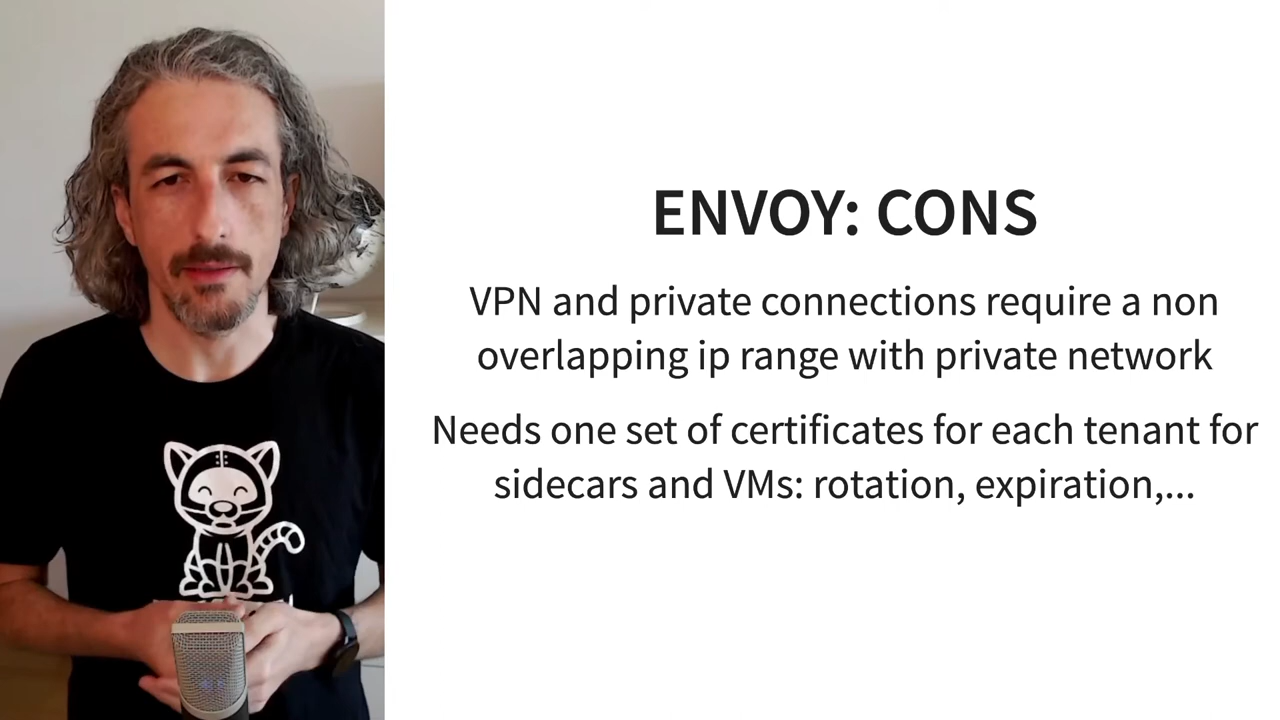 ENVOY: CONS
VPN and private connections require a non
overlapping ip range with private network
Needs one set of certificates for each tenant for
sidecars and VMs: rotation, expiration,...